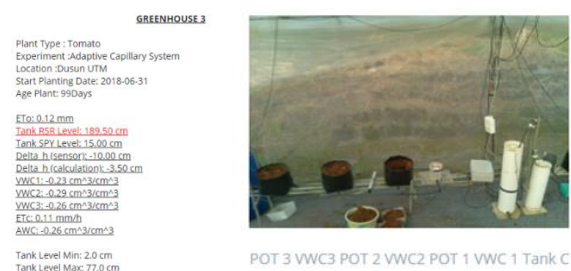 GREENHOUSE 3
Plant Type : Tomato
Experiment :Adaptive Capillary System
Location :Dusun UTM
Start Planting Date: 2018-06-31
Age Plant: 99Days
ETo: 0.12 mm
Tank RSR Level: 189.50 cm
Tank SPY Level: 15.00 cm
Delta_h (sensor): -10.00 cm
Delta_h (calculation): -3.50 cm
VWC1: -0.23 cm^3/cm^3
VWC2: -0.29 cm^3/cm^3
VWC3: -0.26 cm^3/cm^3
ETc: 0.11 mm/h
AWC: -0.26 cm^3/cm^3
Tank Level Min: 2.0 cm
Tank Level Max: 77.0 cm
POT 3 VWC3 POT 2 VWC2 POT 1 VWC 1 Tank C